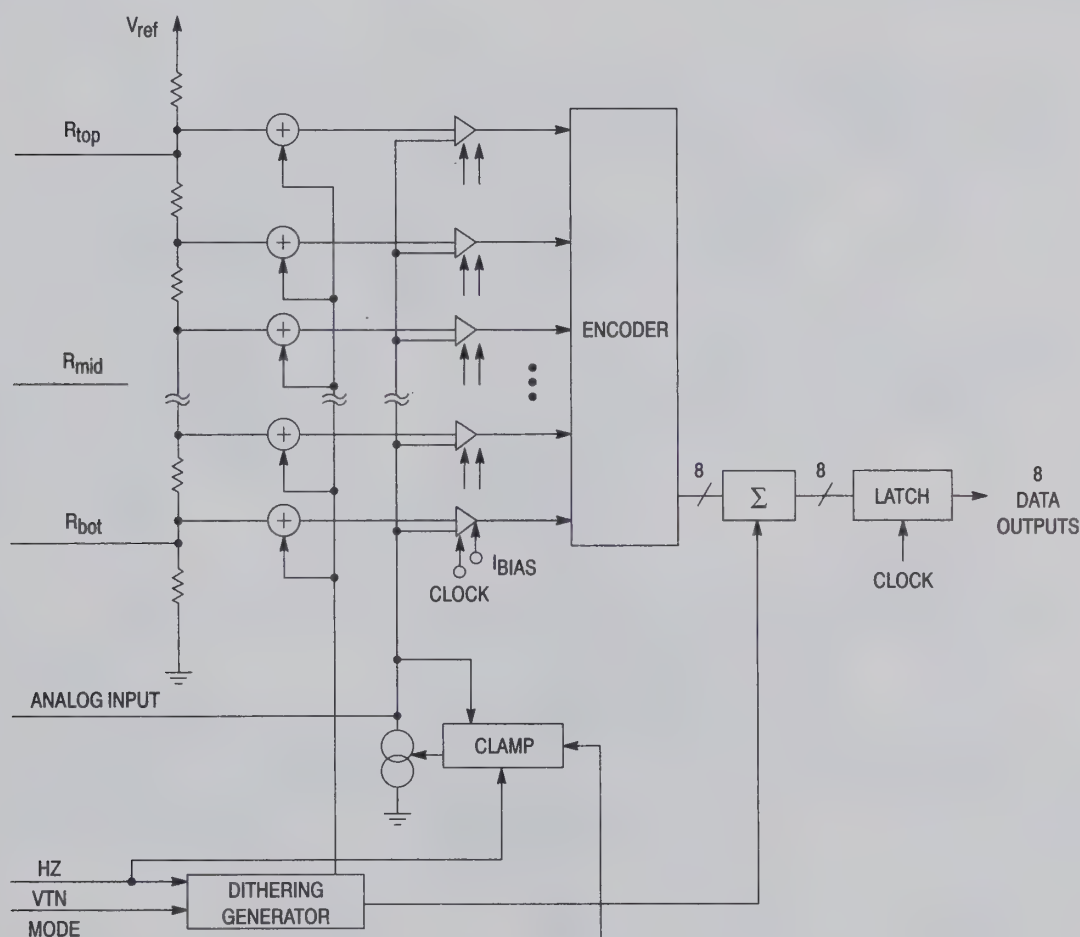 Vref
Rtop
Rmid
ENCODER
8
8
8
Σ
LATCH
DATA
OUTPUTS
Rbot
IBIAS
CLOCK
CLOCK
ANALOG INPUT
CLAMP
HZ
VTN
DITHERING
GENERATOR
MODE